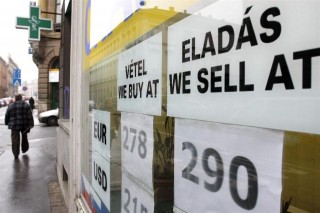 ELADÁS
WE SELL AT
VÉTEL
WE BUY AT
EUR
278
290
USD